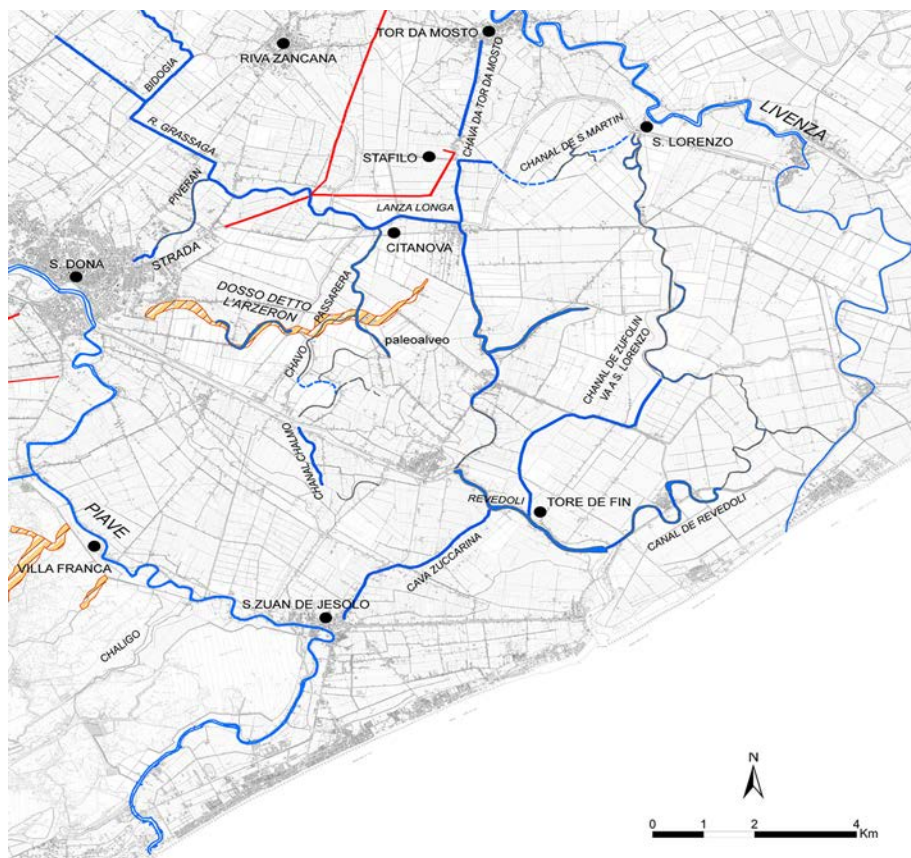 TOR DA MOSTO
RIVA ZANCANA
BIDOGIA
CHAVA DA TOR DA MOSTO
LIVENZA
R. GRASSAGA
CHANAL DE S.MARTIN
S. LORENZO
STAFILO
PIVERAN
LANZA LONGA
CITANOVA
STRADA
S. DONA
DOSSO DETTO
L'ARZERON
PASSARERA
CHAVO
paleoalveo
CHANAL DE ZUFOLIN
VA A S. LORENZO
CHANAL CHALMO
REVEDOLI
TORE DE FIN
CANAL DE REVEDOLI
PIAVE
VILLA FRANCA
CAVA ZUCCARINA
S.ZUAN DE JESOLO
CHALIGO
N
0 1 2 4
Km